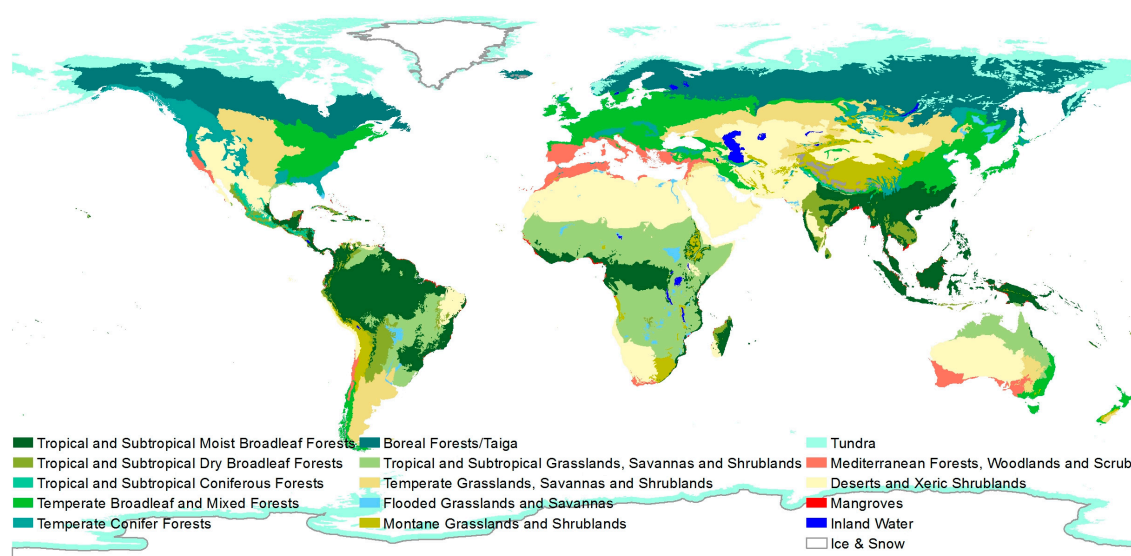 Tropical and Subtropical Moist Broadleaf Forests
Tropical and Subtropical Dry Broadleaf Forests
Tropical and Subtropical Coniferous Forests
Temperate Broadleaf and Mixed Forests
Temperate Conifer Forests
Boreal Forests/Taiga
Tropical and Subtropical Grasslands, Savannas and Shrublands
Temperate Grasslands, Savannas and Shrublands
Flooded Grasslands and Savannas
Montane Grasslands and Shrublands
Tundra
Mediterranean Forests, Woodlands and Scrub
Deserts and Xeric Shrublands
Mangroves
Inland Water
Ice & Snow